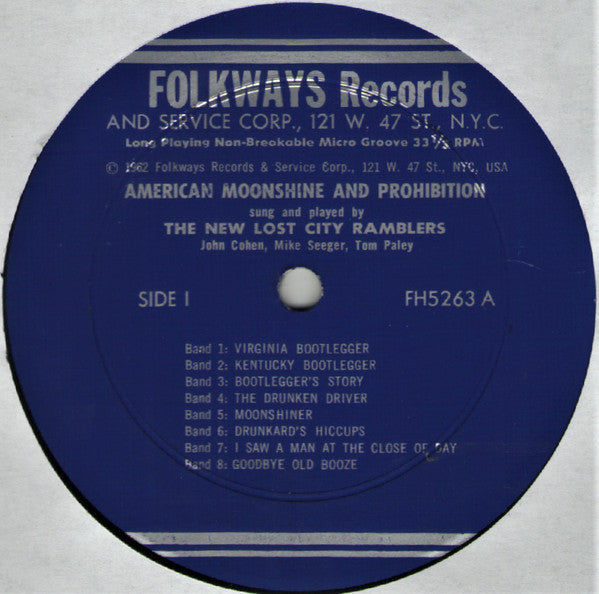 FOLKWAYS Records
AND SERVICE CORP., 121 W. 47 ST., N.Y.C.
Long Playing Non-Breakable Micro Groove 33 1/3 RPM
© 1962 Folkways Records & Service Corp., 121 W. 47 St., NYC, USA
AMERICAN MOONSHINE AND PROHIBITION
sung and played by
THE NEW LOST CITY RAMBLERS
John Cohen, Mike Seeger, Tom Paley
SIDE I FH5263 A
Band 1: VIRGINIA BOOTLEGGER
Band 2: KENTUCKY BOOTLEGGER
Band 3: BOOTLEGGER'S STORY
Band 4: THE DRUNKEN DRIVER
Band 5: MOONSHINER
Band 6: DRUNKARD'S HICCUPS
Band 7: I SAW A MAN AT THE CLOSE OF DAY
Band 8: GOODBYE OLD BOOZE